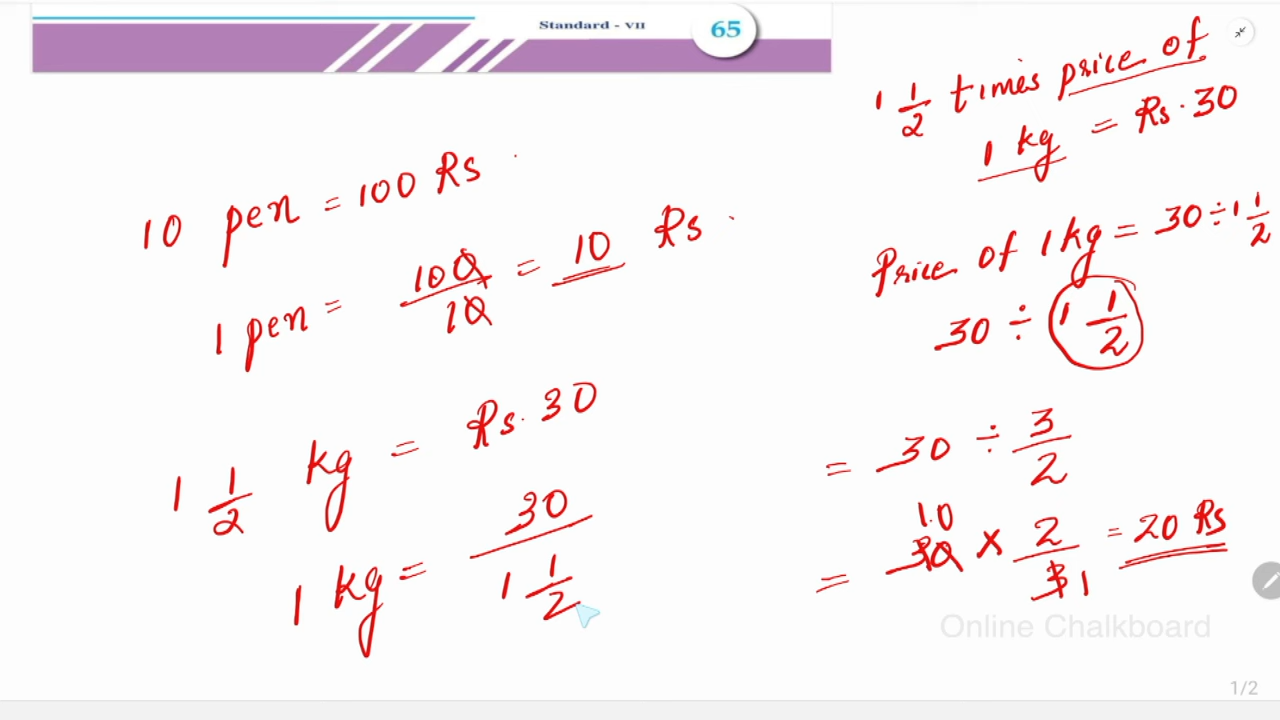 Standard - VII
65
10 pen = 100 Rs
1 pen = 100/10 = 10 Rs.
1 1/2 kg = Rs. 30
1 kg = 30 / 1 1/2
1 1/2 times price of
1 kg = Rs. 30
Price of 1 kg = 30 ÷ 1 1/2
30 ÷ 1 1/2
= 30 ÷ 3/2
10 1
= 30 × 2/3 = 20 Rs
Online Chalkboard
1/2